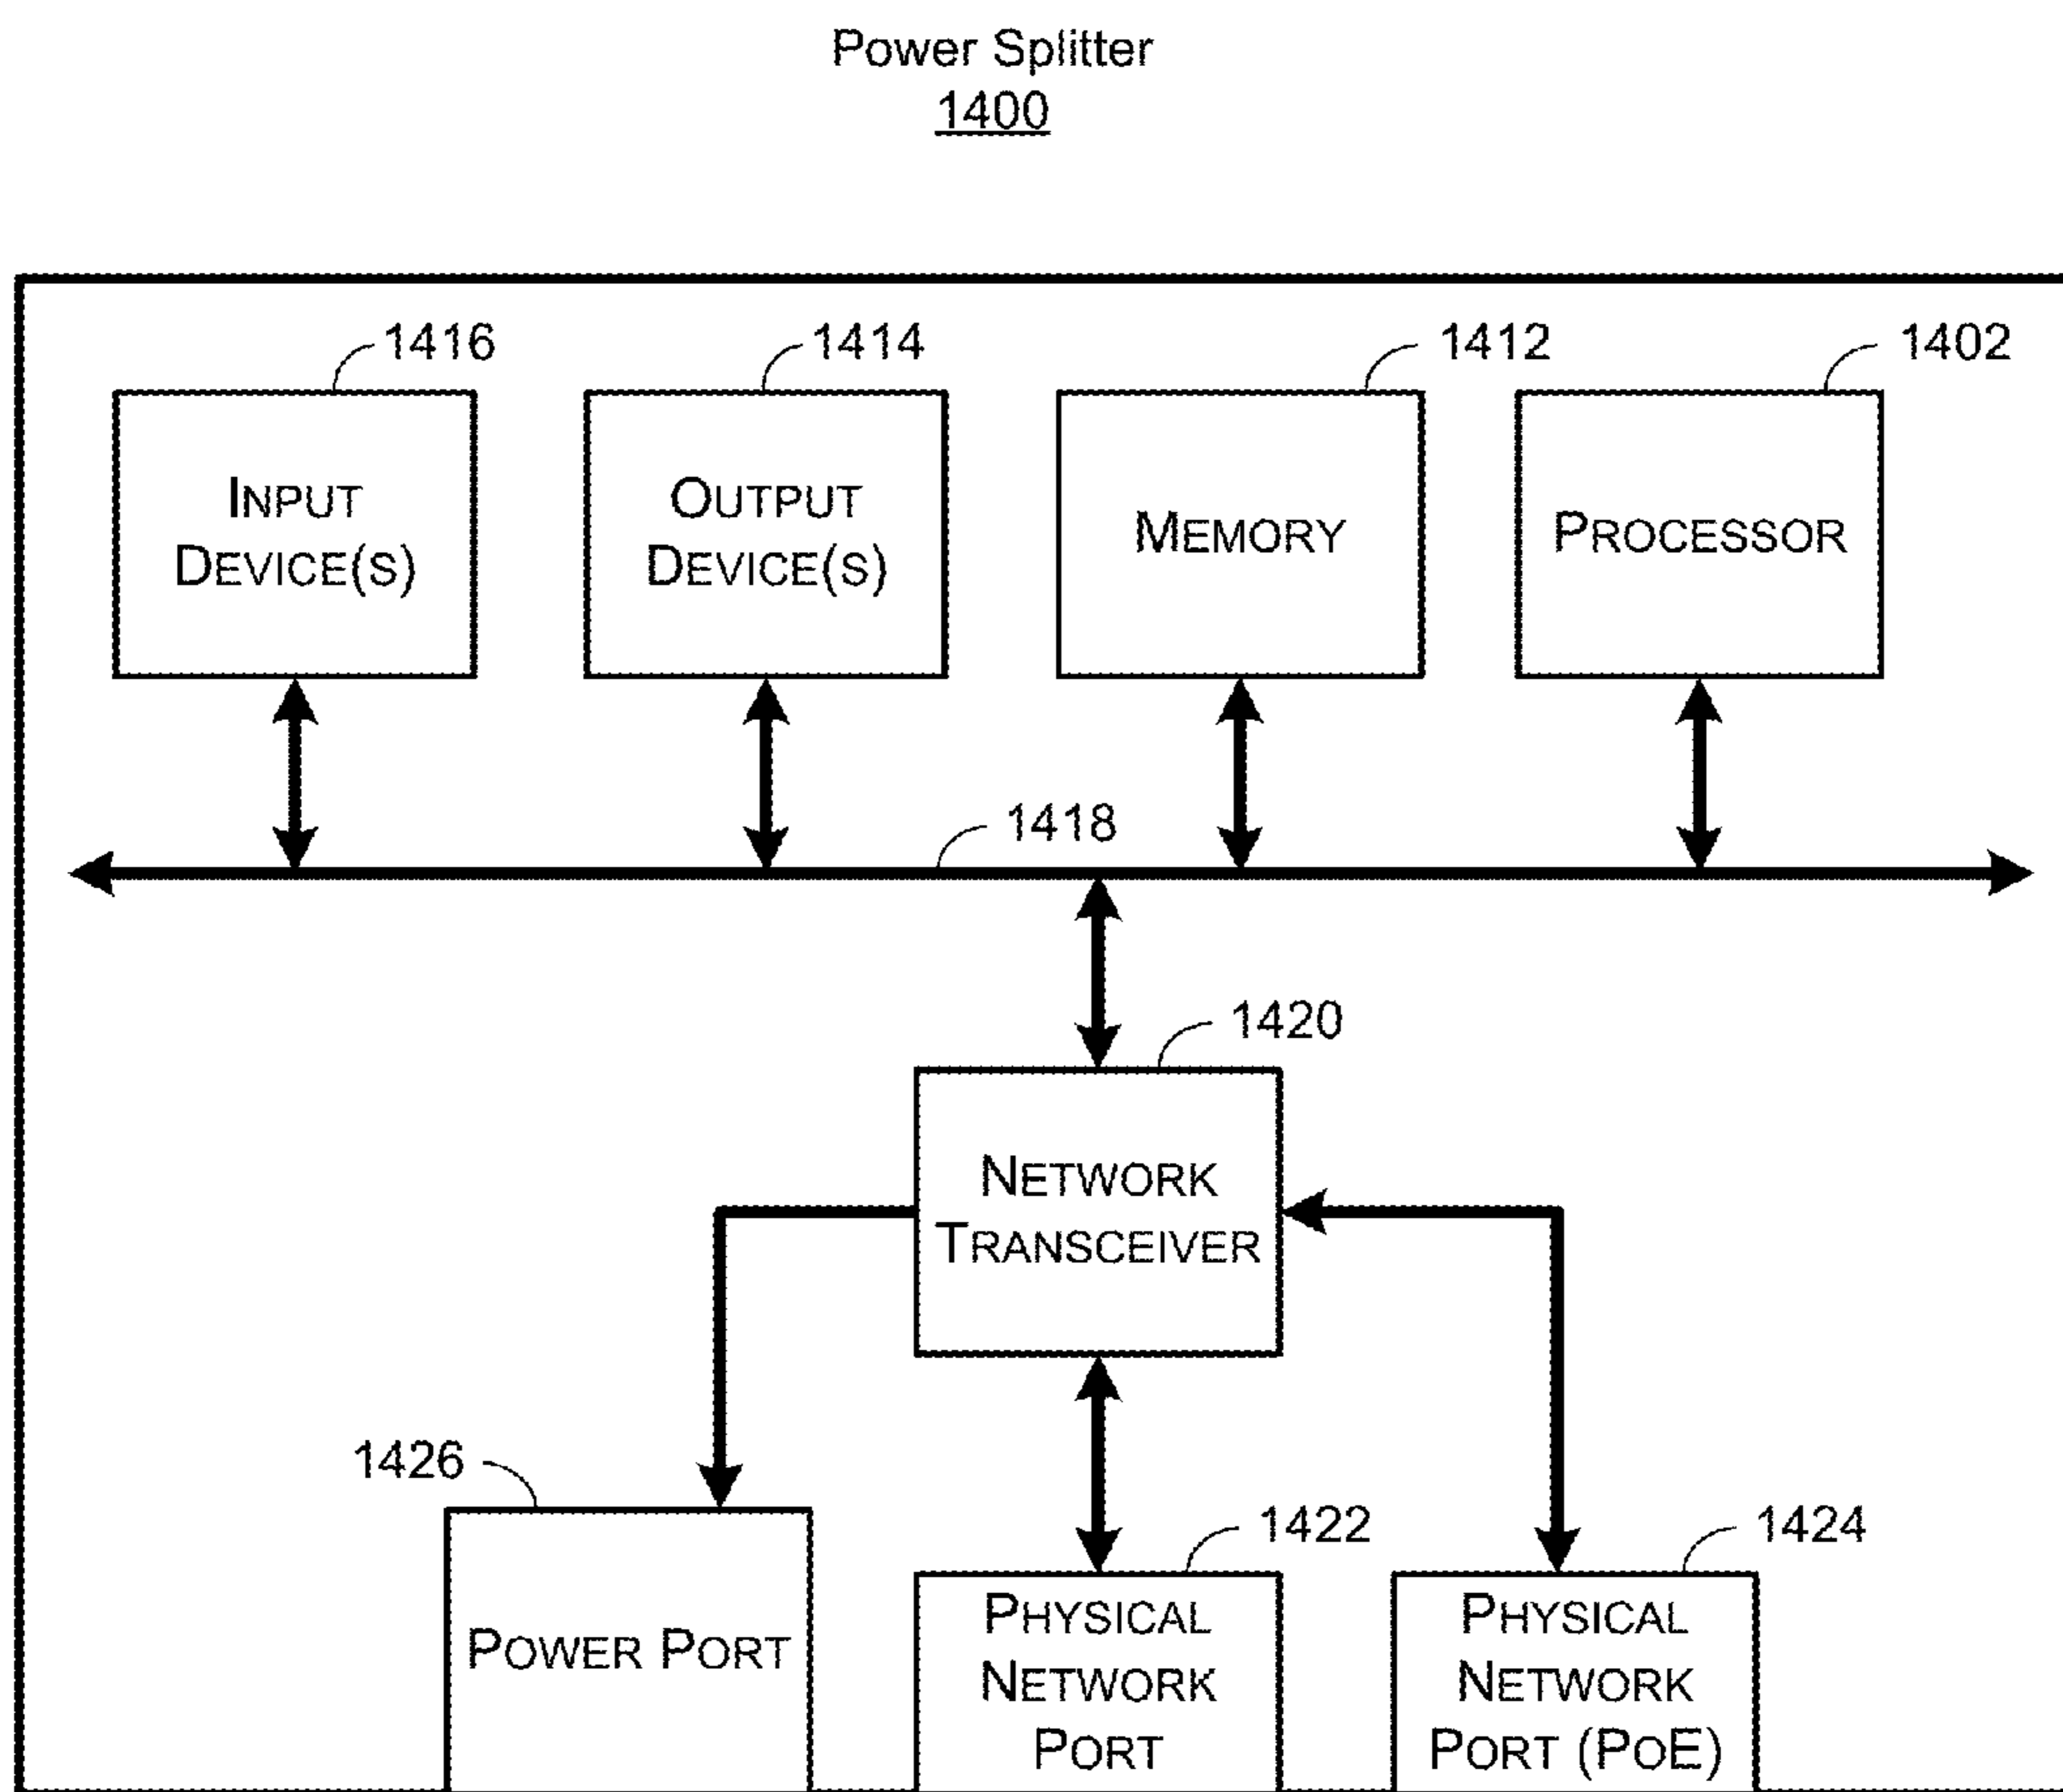 Power Splitter
1400
1416
1414
1412
1402
INPUT
DEVICE(S)
OUTPUT
DEVICE(S)
MEMORY
PROCESSOR
1418
1420
NETWORK
TRANSCEIVER
1426
1422
1424
POWER PORT
PHYSICAL
NETWORK
PORT
PHYSICAL
NETWORK
PORT (POE)